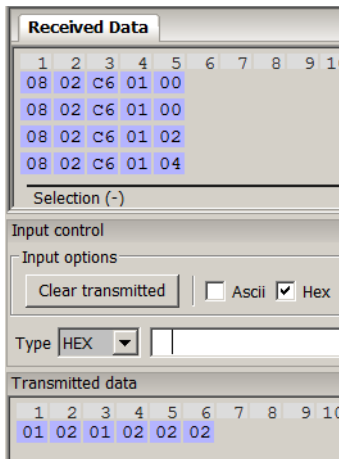 Received Data
1 2 3 4 5 6 7 8 9 10
08 02 C6 01 00
08 02 C6 01 00
08 02 C6 01 02
08 02 C6 01 04
Selection (-)
Input control
Input options
Clear transmitted Ascii Hex
Type HEX
Transmitted data
1 2 3 4 5 6 7 8 9 10
01 02 01 02 02 02